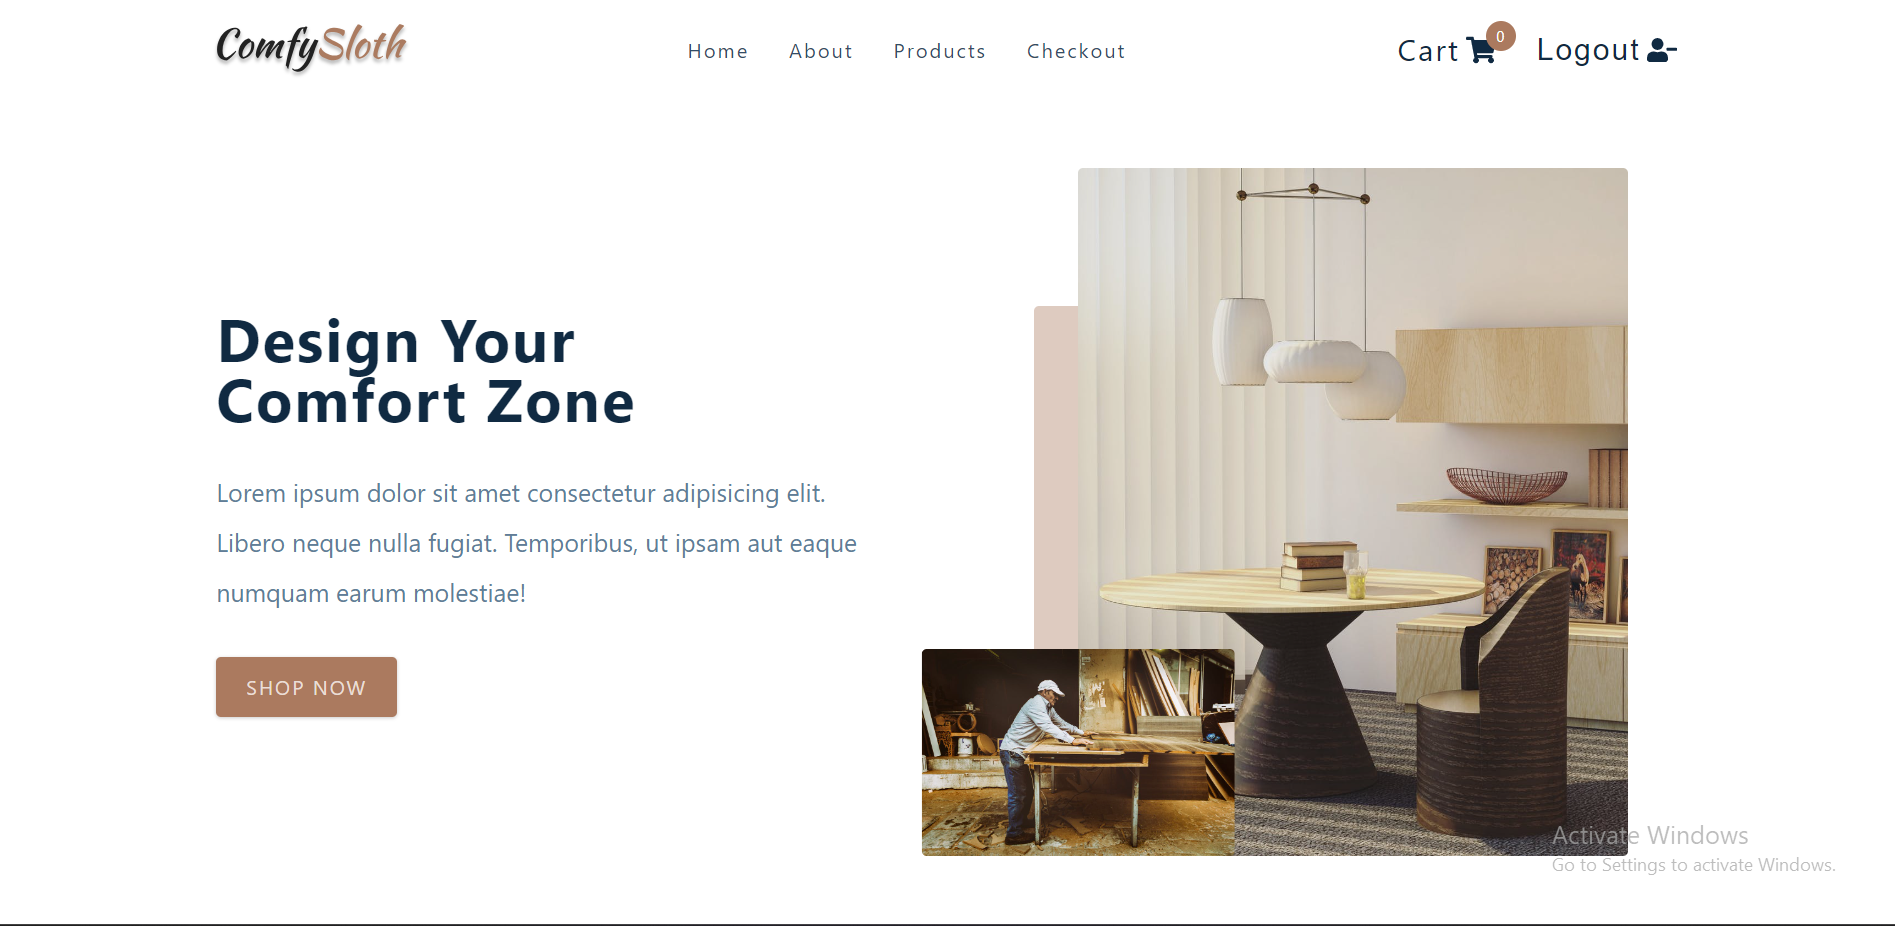 ComfySloth
Home About Products Checkout
Cart 0 Logout
Design Your
Comfort Zone
Lorem ipsum dolor sit amet consectetur adipisicing elit.
Libero neque nulla fugiat. Temporibus, ut ipsam aut eaque
numquam earum molestiae!
SHOP NOW
Activate Windows
Go to Settings to activate Windows.